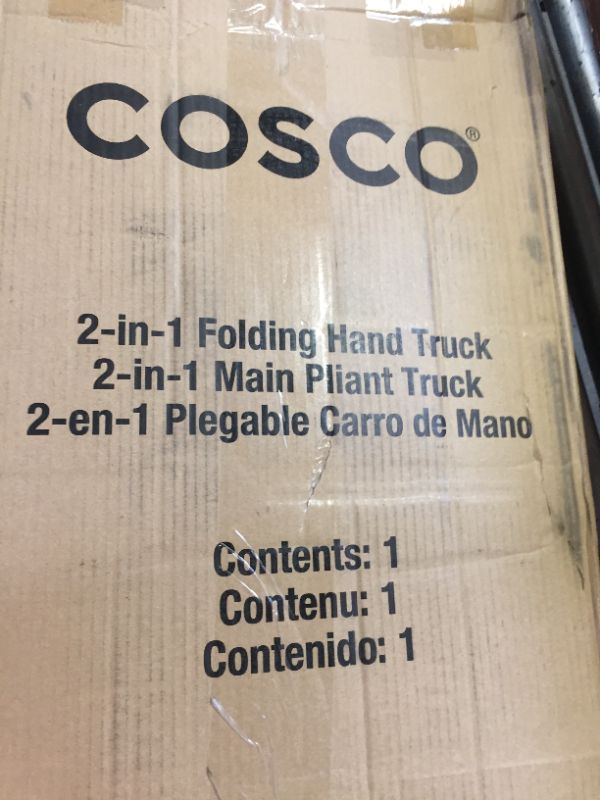 COSCO®
2-in-1 Folding Hand Truck
2-in-1 Main Pliant Truck
2-en-1 Plegable Carro de Mano
Contents: 1
Contenu: 1
Contenido: 1